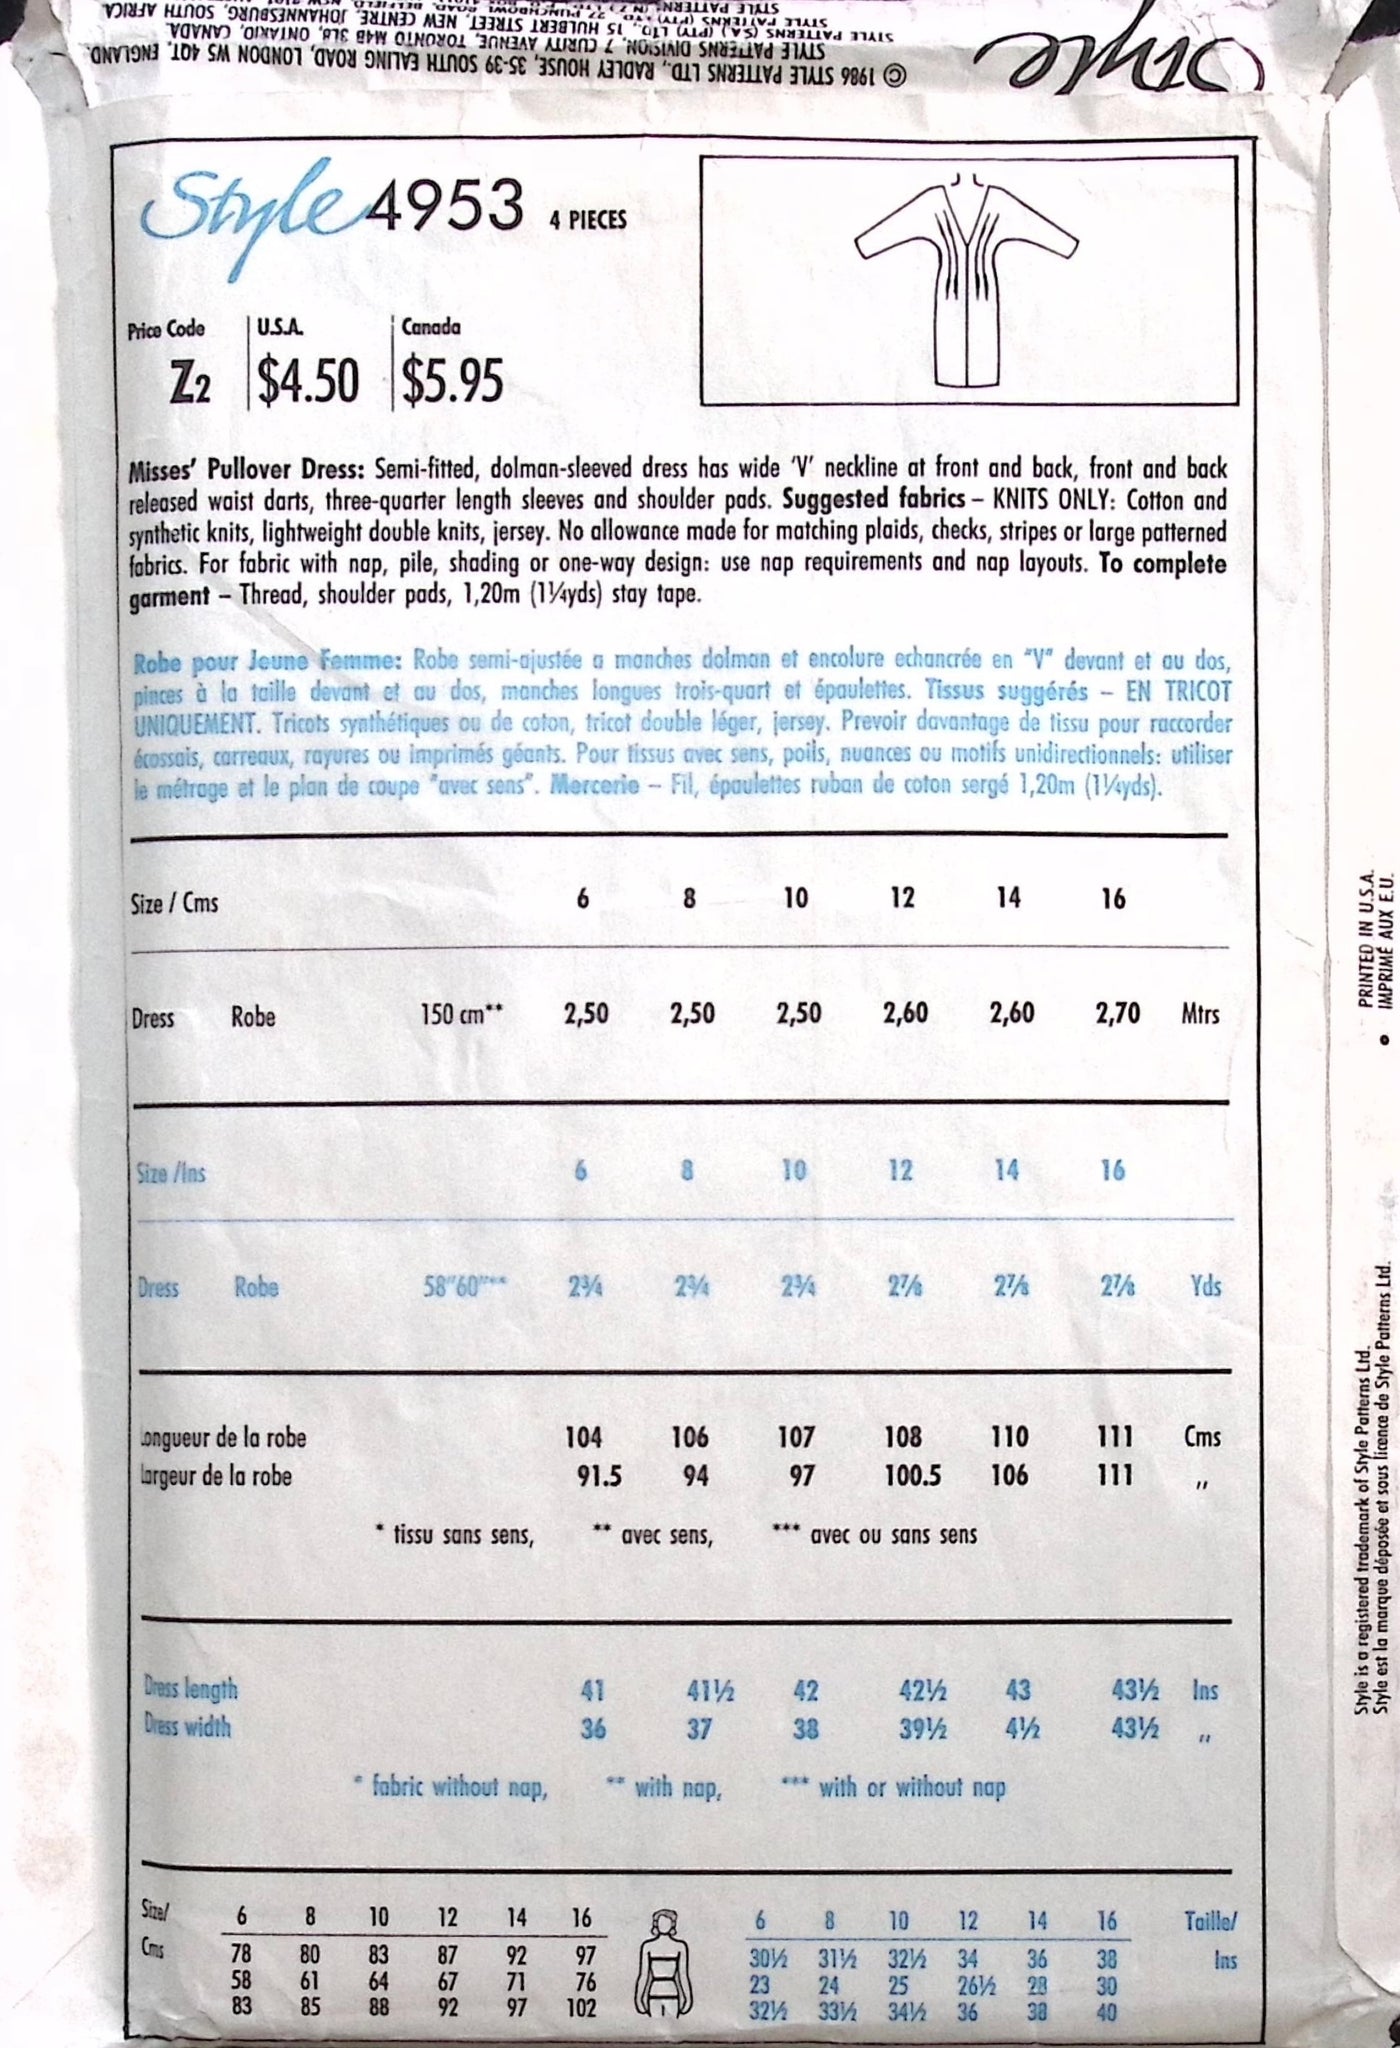 STYLE PATTERNS (SA) (PTY) LTD., 15 HULBERT STREET, NEW CENTRE, JOHANNESBURG, SOUTH AFRICA.
STYLE PATTERNS DIVISION, 7 CURITY AVENUE, TORONTO M4B 3L8, ONTARIO, CANADA.
© 1986 STYLE PATTERNS LTD., RADLEY HOUSE, 35-39 SOUTH EALING ROAD, LONDON W5 4QT. ENGLAND.
Style
Style 4953 4 PIECES
Price Code U.S.A. Canada
Z2 $4.50 $5.95
Misses' Pullover Dress: Semi-fitted, dolman-sleeved dress has wide 'V' neckline at front and back, front and back
released waist darts, three-quarter length sleeves and shoulder pads. Suggested fabrics – KNITS ONLY: Cotton and
synthetic knits, lightweight double knits, jersey. No allowance made for matching plaids, checks, stripes or large patterned
fabrics. For fabric with nap, pile, shading or one-way design: use nap requirements and nap layouts. To complete
garment – Thread, shoulder pads, 1,20m (1¼yds) stay tape.
Robe pour Jeune Femme: Robe semi-ajustée a manches dolman et encolure echancrée en "V" devant et au dos,
pinces à la taille devant et au dos, manches longues trois-quart et épaulettes. Tissus suggérés – EN TRICOT
UNIQUEMENT. Tricots synthétiques ou de coton, tricot double léger, jersey. Prevoir davantage de tissu pour raccorder
écossais, carreaux, rayures ou imprimés géants. Pour tissus avec sens, poils, nuances ou motifs unidirectionnels: utiliser
le métrage et le plan de coupe "avec sens". Mercerie – Fil, épaulettes ruban de coton sergé 1,20m (1¼yds).
Size / Cms 6 8 10 12 14 16
Dress Robe 150 cm** 2,50 2,50 2,50 2,60 2,60 2,70 Mtrs
Size /Ins 6 8 10 12 14 16
Dress Robe 58"60"** 2¾ 2¾ 2¾ 2⅞ 2⅞ 2⅞ Yds
Longueur de la robe 104 106 107 108 110 111 Cms
Largeur de la robe 91.5 94 97 100.5 106 111 "
* tissu sans sens, ** avec sens, *** avec ou sans sens
Dress length 41 41½ 42 42½ 43 43½ Ins
Dress width 36 37 38 39½ 4½ 43½ "
* fabric without nap, ** with nap, *** with or without nap
Size/ 6 8 10 12 14 16
Cms 78 80 83 87 92 97
58 61 64 67 71 76
83 85 88 92 97 102
6 8 10 12 14 16 Taille/
30½ 31½ 32½ 34 36 38 Ins
23 24 25 26½ 28 30
32½ 33½ 34½ 36 38 40
PRINTED IN U.S.A.
IMPRIMÉ AUX E.U.
Style is a registered trademark of Style Patterns Ltd.
Style est la marque déposée et sous licence de Style Patterns Ltd.